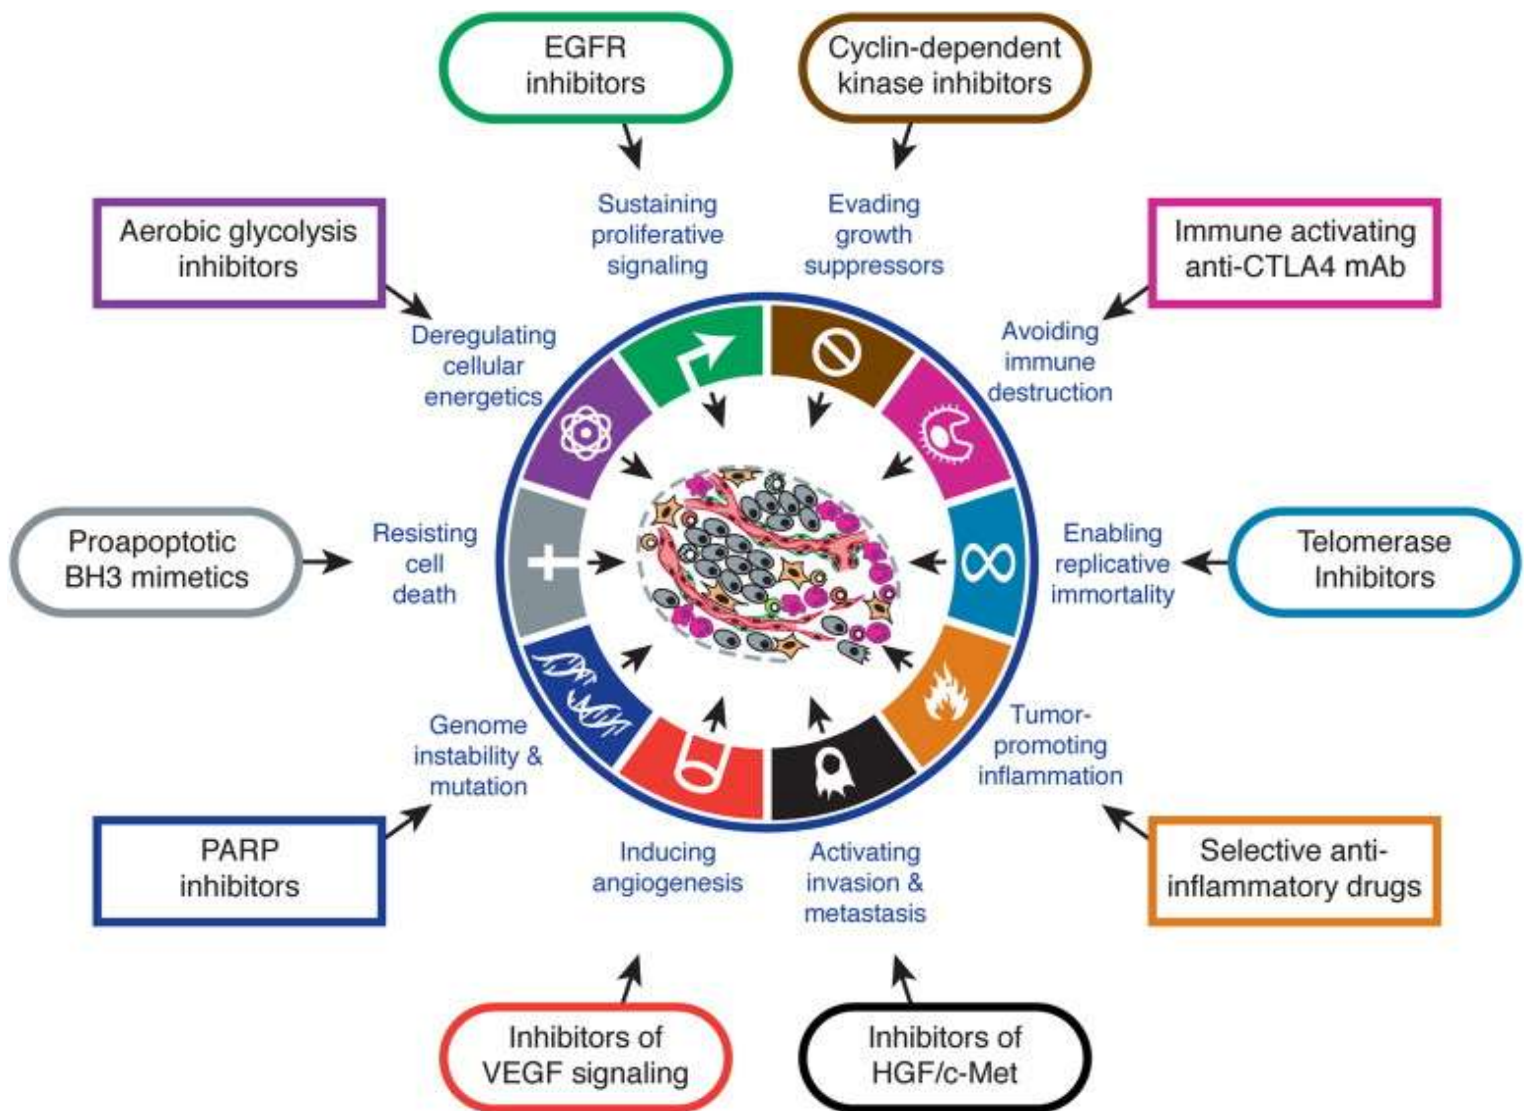 EGFR
inhibitors
Cyclin-dependent
kinase inhibitors
Aerobic glycolysis
inhibitors
Sustaining
proliferative
signaling
Evading
growth
suppressors
Immune activating
anti-CTLA4 mAb
Deregulating
cellular
energetics
Avoiding
immune
destruction
Proapoptotic
BH3 mimetics
Resisting
cell
death
Enabling
replicative
immortality
Telomerase
Inhibitors
Genome
instability &
mutation
Tumor-
promoting
inflammation
PARP
inhibitors
Inducing
angiogenesis
Activating
invasion &
metastasis
Selective anti-
inflammatory drugs
Inhibitors of
VEGF signaling
Inhibitors of
HGF/c-Met